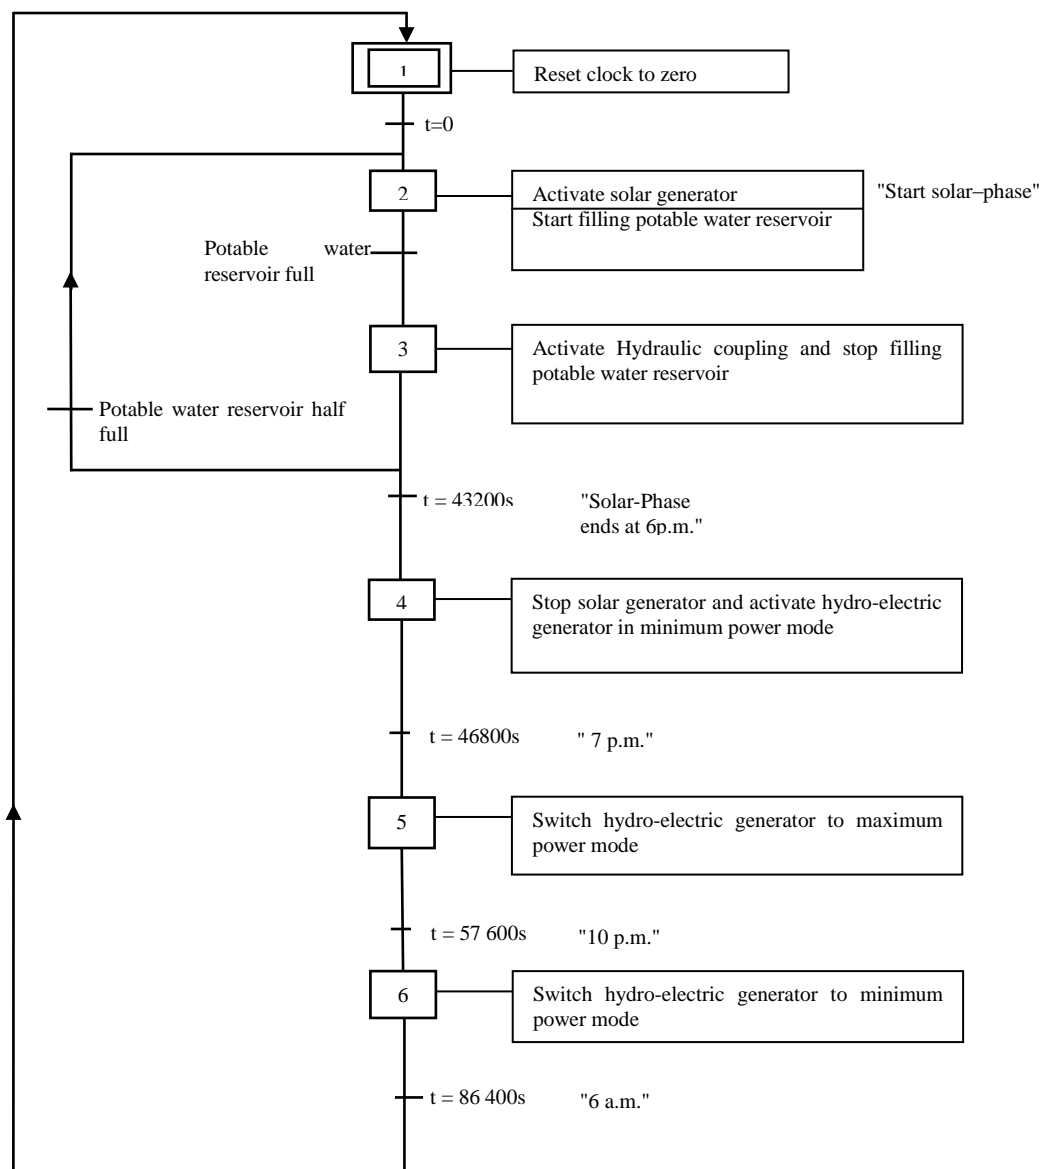 1
Reset clock to zero
t=0
2
Activate solar generator
"Start solar–phase"
Start filling potable water reservoir
Potable water
reservoir full
3
Activate Hydraulic coupling and stop filling
potable water reservoir
Potable water reservoir half
full
t = 43200s
"Solar-Phase
ends at 6p.m."
4
Stop solar generator and activate hydro-electric
generator in minimum power mode
t = 46800s
" 7 p.m."
5
Switch hydro-electric generator to maximum
power mode
t = 57 600s
"10 p.m."
6
Switch hydro-electric generator to minimum
power mode
t = 86 400s
"6 a.m."